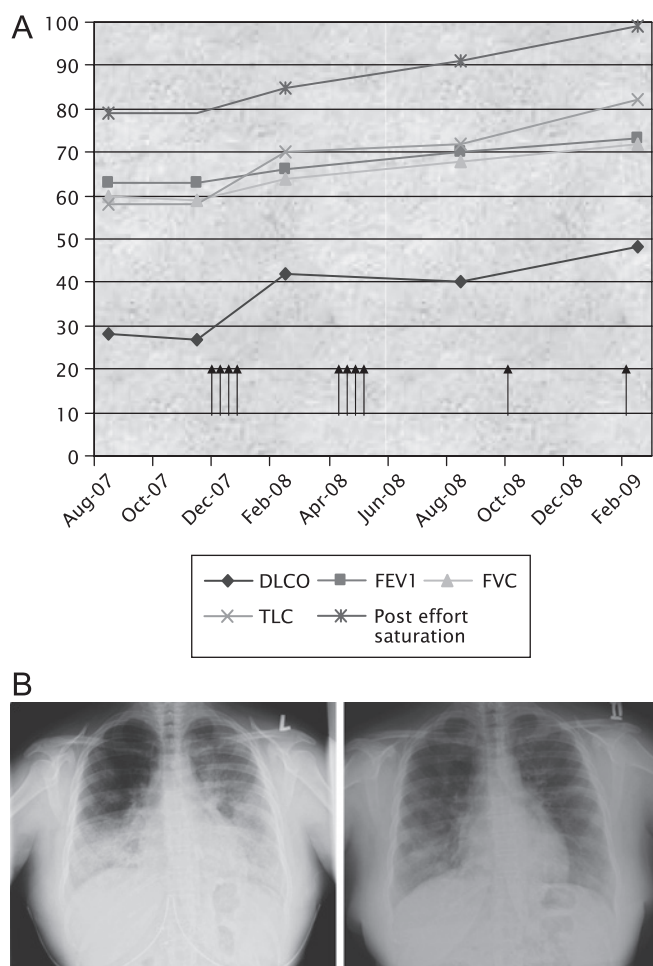 A
100
90
80
70
60
50
40
30
20
10
0
Aug-07 Oct-07 Dec-07 Feb-08 Apr-08 Jun-08 Aug-08 Oct-08 Dec-08 Feb-09
DLCO FEV1 FVC
TLC Post effort
saturation
B
L